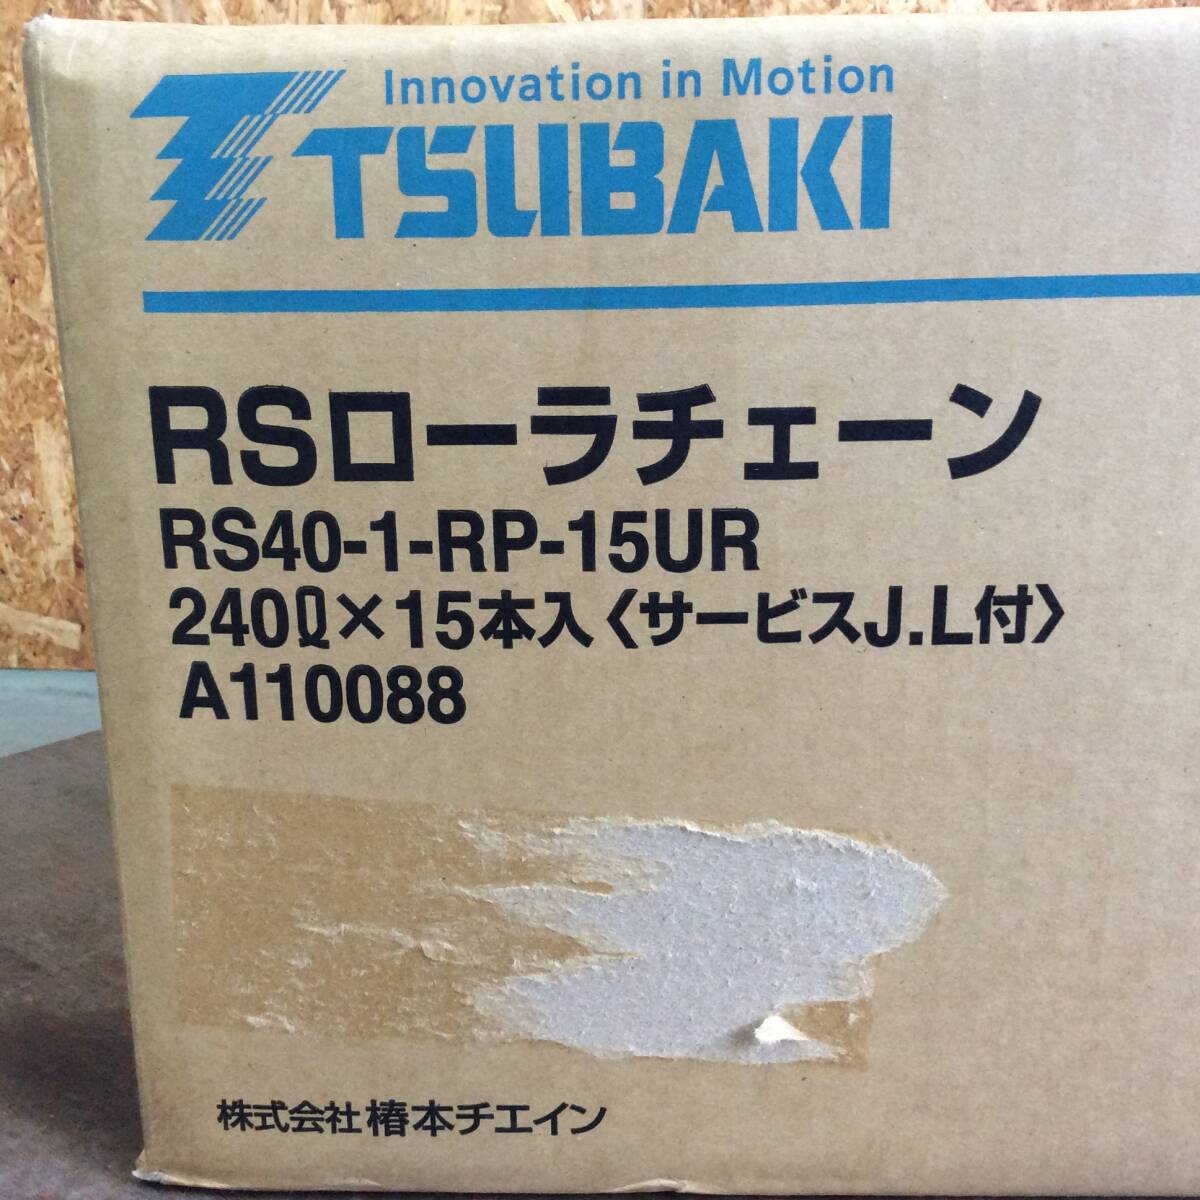 Innovation in Motion
TSUBAKI
RSローラチェーン
RS40-1-RP-15UR
240ℓ×15本入〈サービスJ.L付〉
A110088
株式会社椿本チエイン